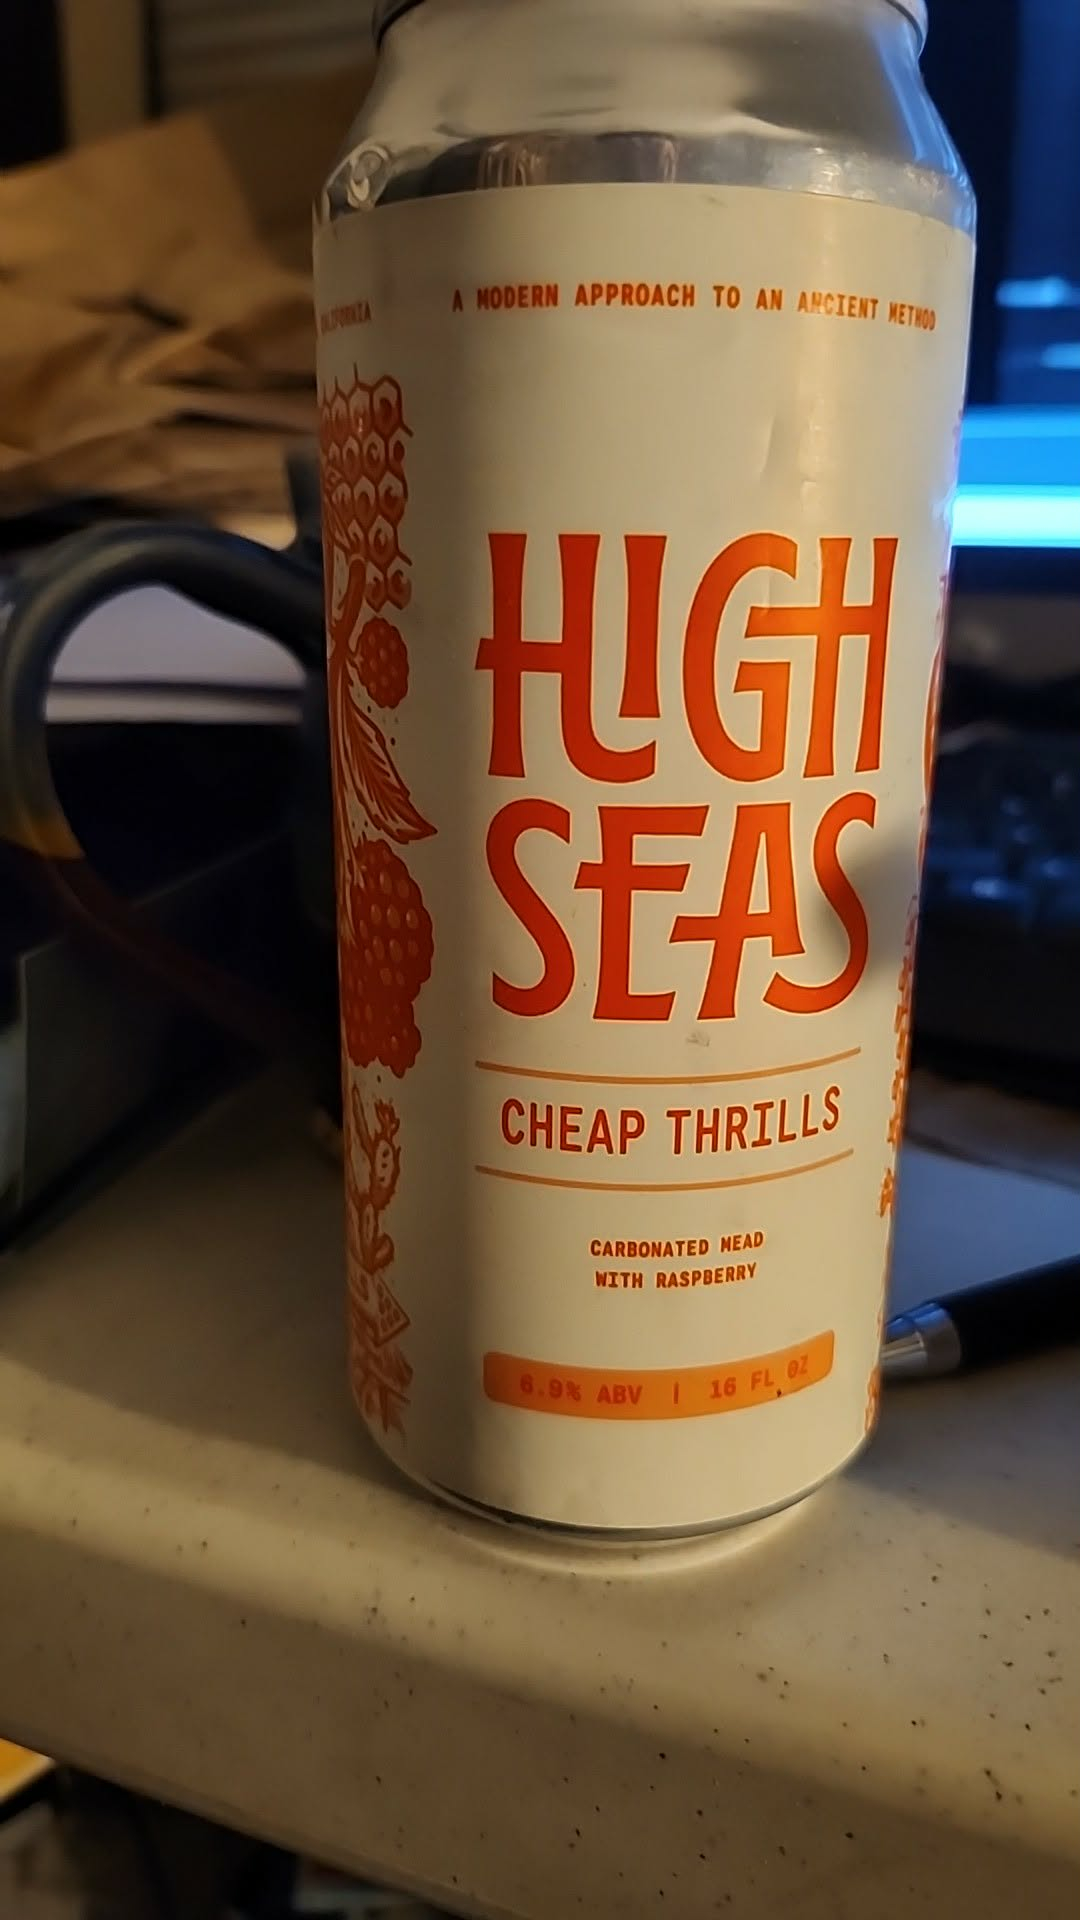 A MODERN APPROACH TO AN ANCIENT METHOD
HIGH
SEAS
CHEAP THRILLS
CARBONATED MEAD
WITH RASPBERRY
6.9% ABV | 16 FL OZ